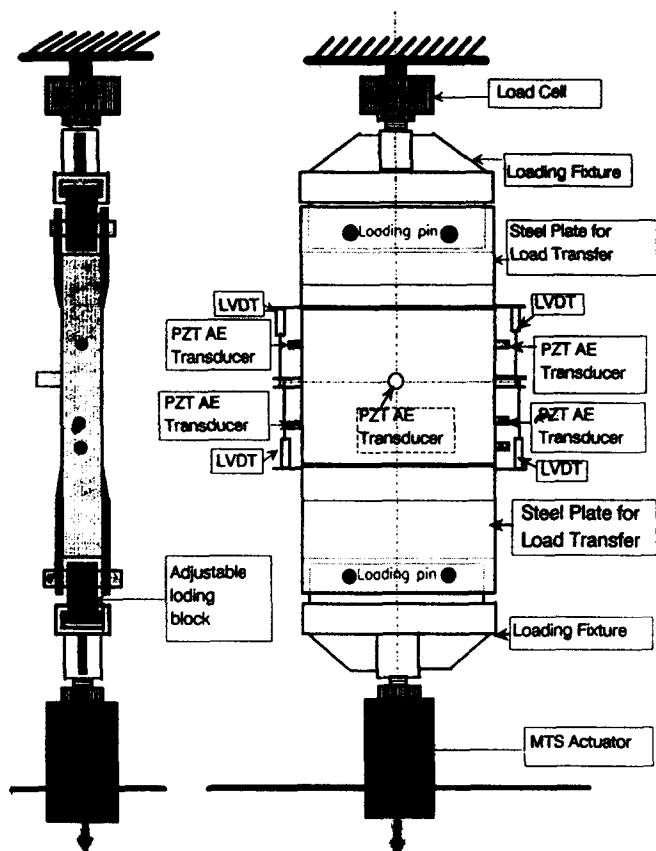 Load Cell
Loading Fixture
Loading pin
Steel Plate for
Load Transfer
LVDT
LVDT
PZT AE
Transducer
PZT AE
Transducer
PZT AE
Transducer
PZT AE
Transducer
PZT AE
Transducer
LVDT
LVDT
Steel Plate for
Load Transfer
Adjustable
loding
block
Loading pin
Loading Fixture
MTS Actuator